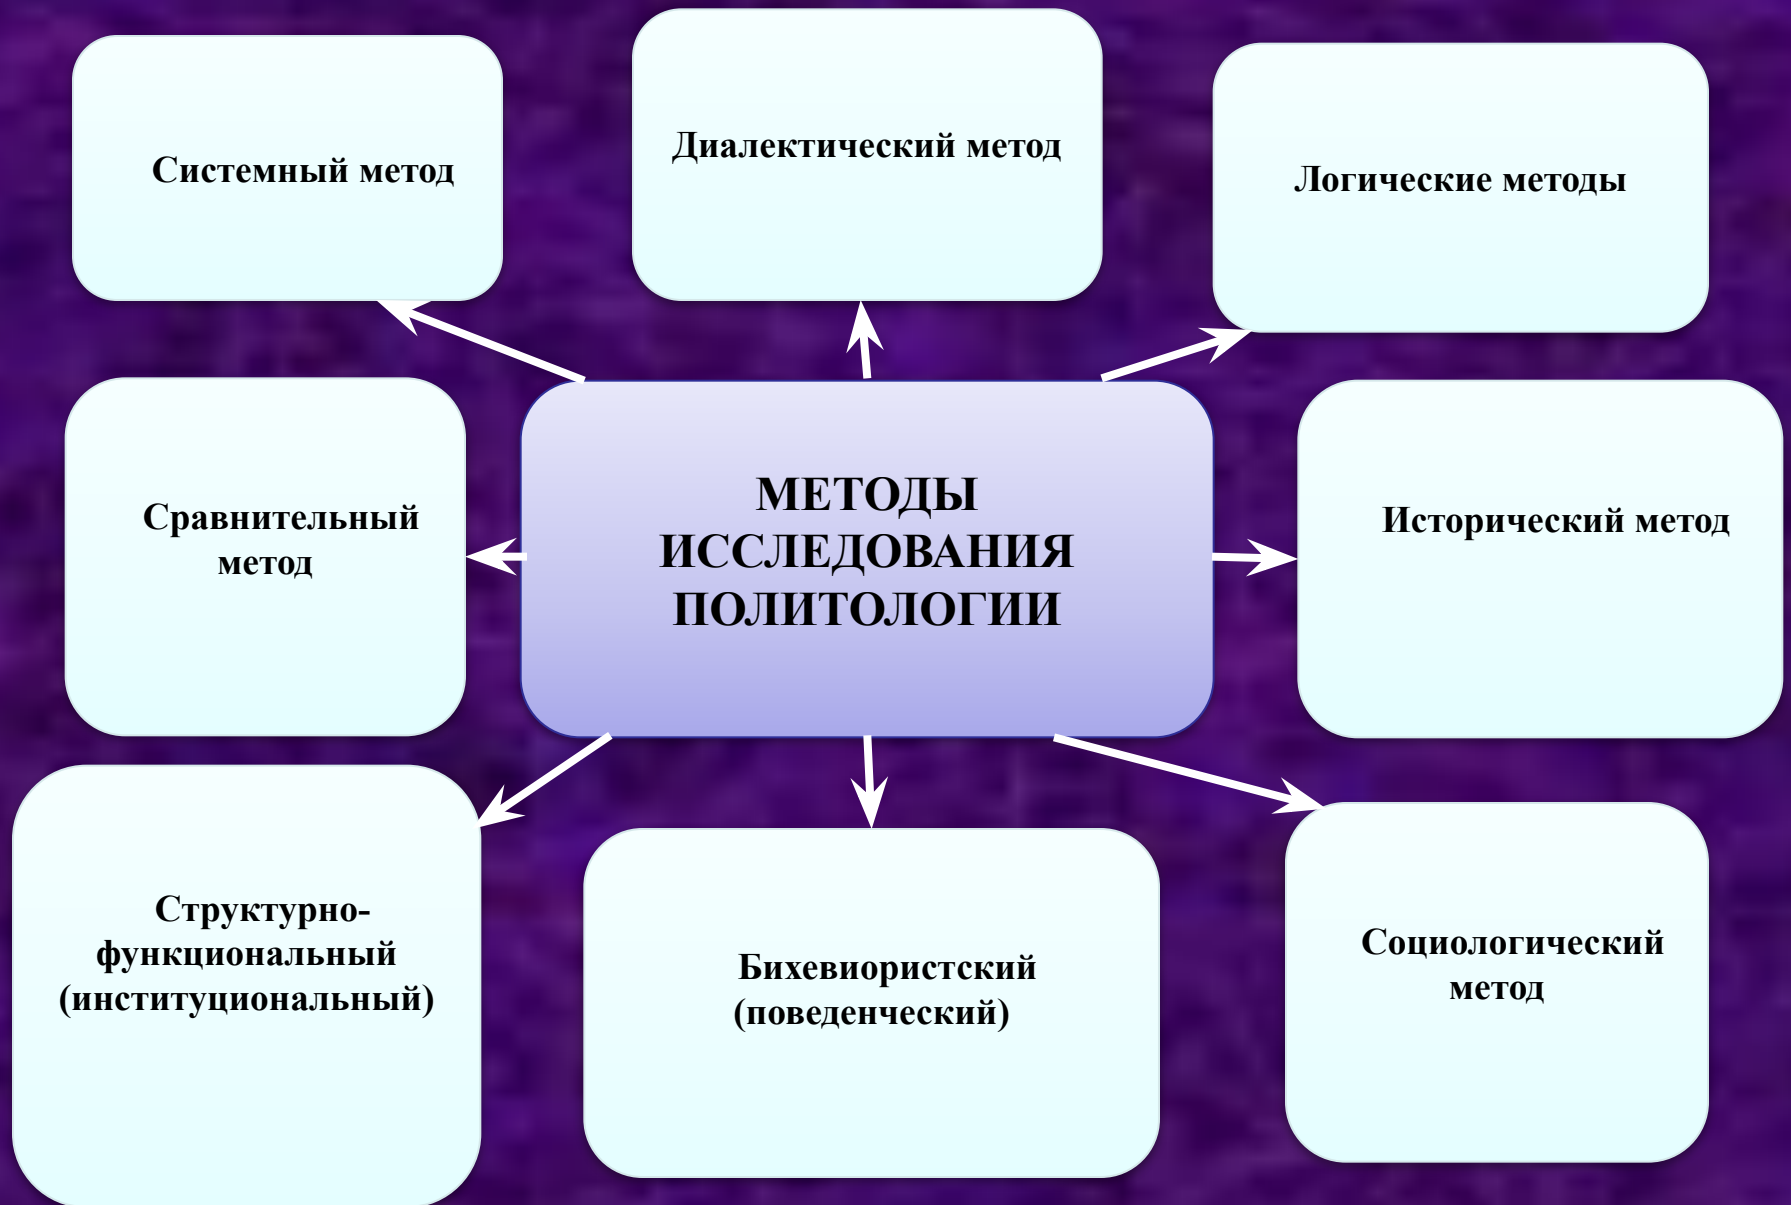 Системный метод
Диалектический метод
Логические методы
Сравнительный
метод
МЕТОДЫ
ИССЛЕДОВАНИЯ
ПОЛИТОЛОГИИ
Исторический метод
Структурно-
функциональный
(институциональный)
Бихевиористский
(поведенческий)
Социологический
метод